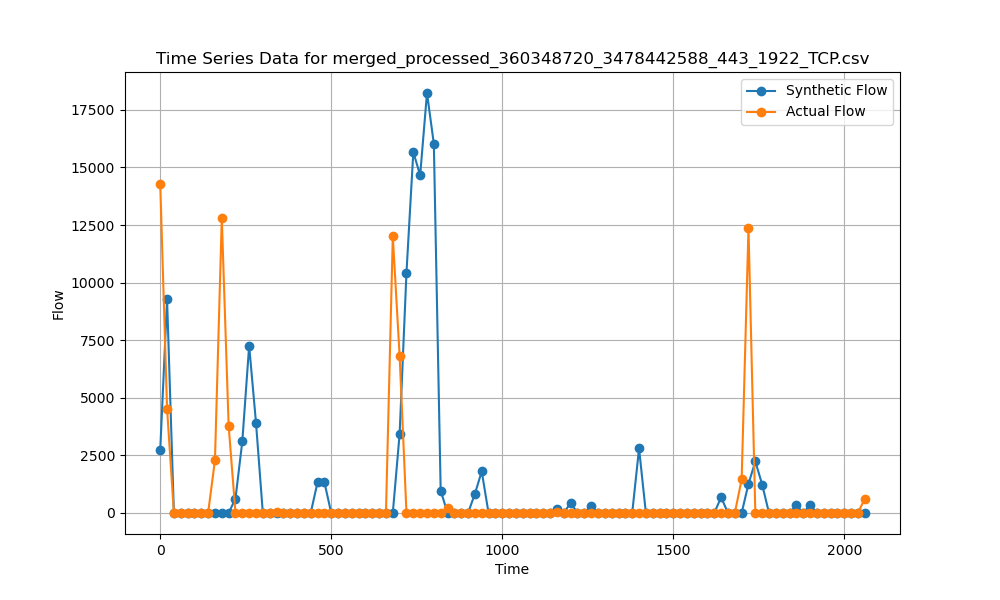 Time Series Data for merged_processed_360348720_3478442588_443_1922_TCP.csv
Synthetic Flow
Actual Flow
17500
15000
12500
10000
7500
5000
2500
0
Flow
0 500 1000 1500 2000
Time